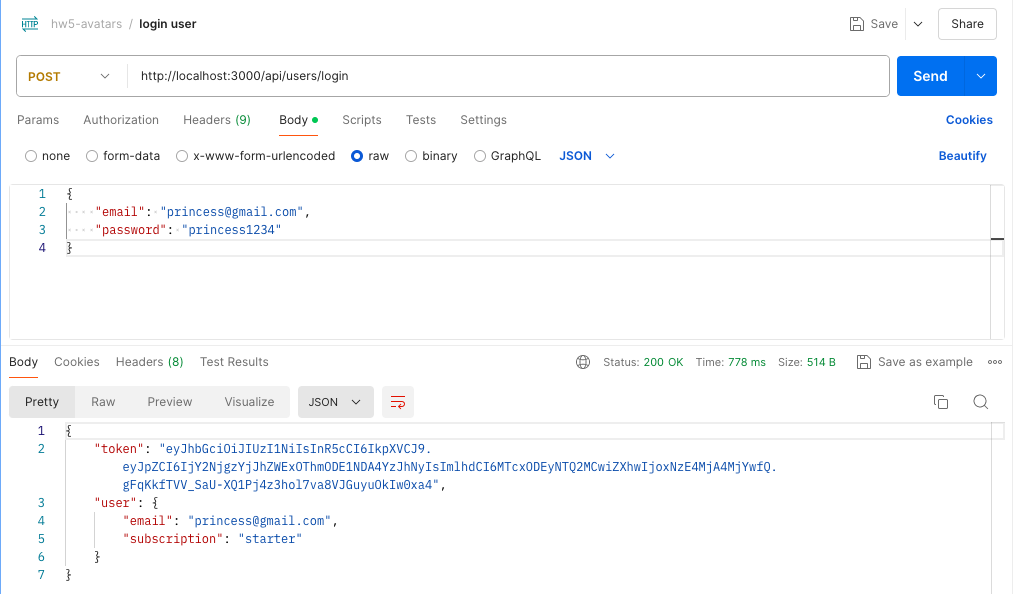 HTTP hw5-avatars / login user Save Share
POST http://localhost:3000/api/users/login Send
Params Authorization Headers (9) Body Scripts Tests Settings Cookies
none form-data x-www-form-urlencoded raw binary GraphQL JSON Beautify
1 {
2 ····"email":·"princess@gmail.com",
3 ····"password":·"princess1234"
4 }
Body Cookies Headers (8) Test Results Status: 200 OK Time: 778 ms Size: 514 B Save as example
Pretty Raw Preview Visualize JSON
1 {
2 "token": "eyJhbGciOiJIUzI1NiIsInR5cCI6IkpXVCJ9.
eyJpZCI6IjY2NjgzYjJhZWExOThmODE1NDA4YzJhNyIsImlhdCI6MTcxODEyNTQ2MCwiZXhwIjoxNzE4MjA4MjYwfQ.
gFqKkfTVV_SaU-XQ1Pj4z3hol7va8VJGuyuOkIw0xa4",
3 "user": {
4 "email": "princess@gmail.com",
5 "subscription": "starter"
6 }
7 }